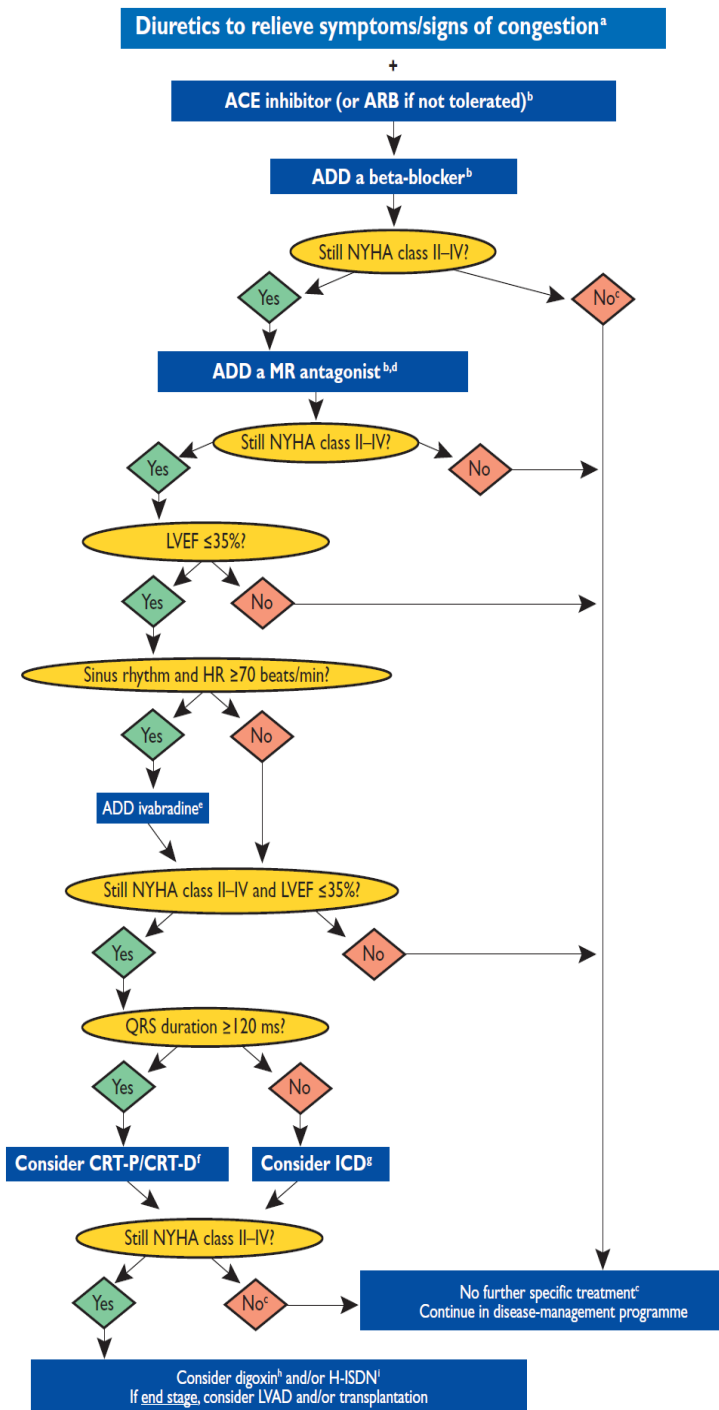 Diuretics to relieve symptoms/signs of congestionᵃ
+
ACE inhibitor (or ARB if not tolerated)ᵇ
ADD a beta-blockerᵇ
Still NYHA class II–IV?
Yes
Noᶜ
ADD a MR antagonistᵇ,ᵈ
Still NYHA class II–IV?
Yes
No
LVEF ≤35%?
Yes
No
Sinus rhythm and HR ≥70 beats/min?
Yes
No
ADD ivabradineᵉ
Still NYHA class II–IV and LVEF ≤35%?
Yes
No
QRS duration ≥120 ms?
Yes
No
Consider CRT-P/CRT-Dᶠ
Consider ICDᵍ
Still NYHA class II–IV?
Yes
Noᶜ
No further specific treatmentᶜ
Continue in disease-management programme
Consider digoxinʰ and/or H-ISDNⁱ
If end stage, consider LVAD and/or transplantation